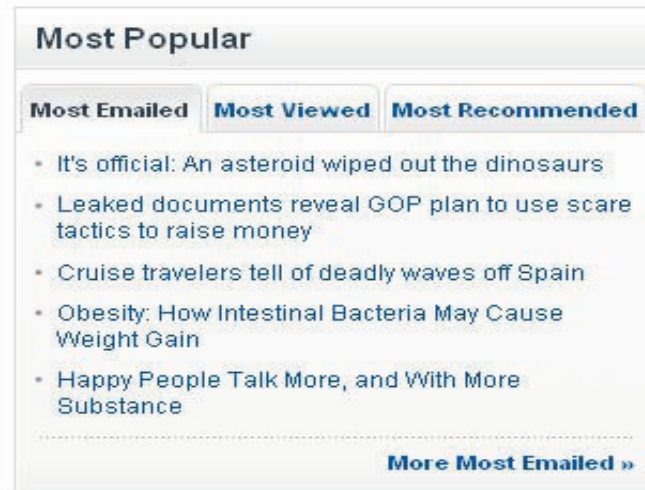 Most Popular
Most Emailed Most Viewed Most Recommended
It's official: An asteroid wiped out the dinosaurs
Leaked documents reveal GOP plan to use scare
tactics to raise money
Cruise travelers tell of deadly waves off Spain
Obesity: How Intestinal Bacteria May Cause
Weight Gain
Happy People Talk More, and With More
Substance
More Most Emailed »